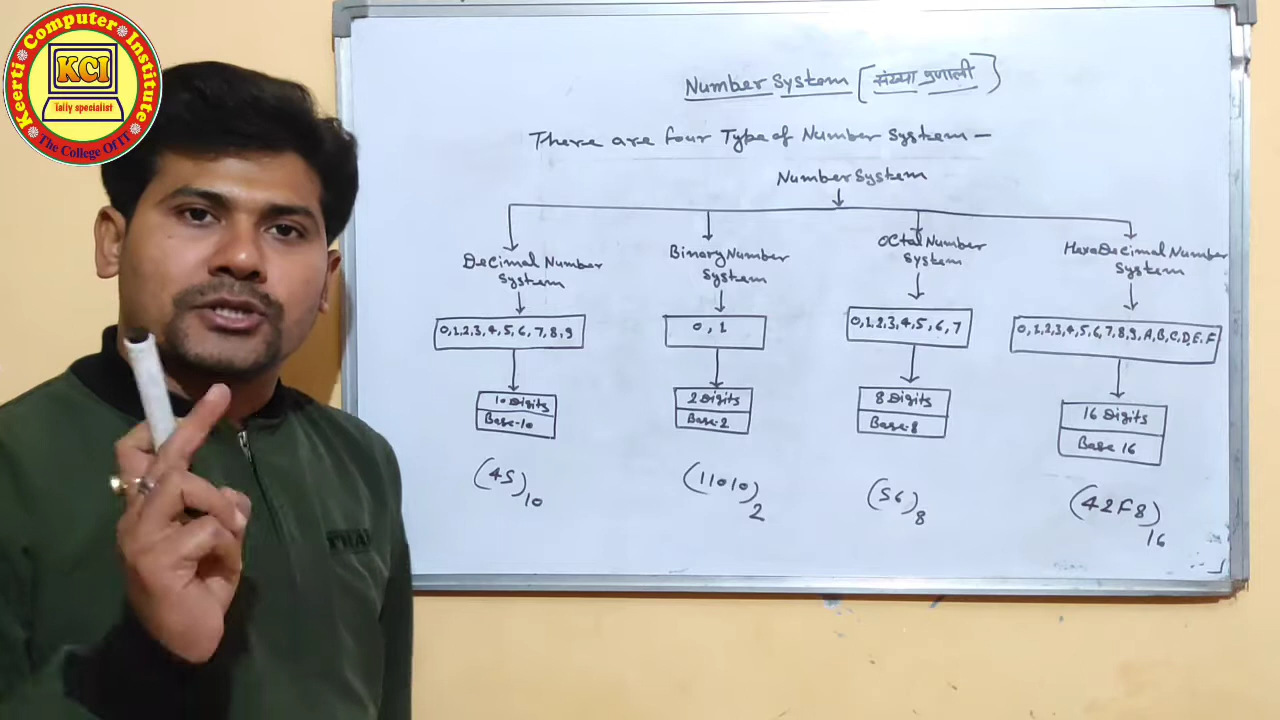 Keerti Computer Institute
KCI
Tally specialist
The College Of IT
Number System [संख्या प्रणाली]
There are four Type of Number System –
Number System
Decimal Number System
Binary Number System
Octal Number System
HexaDecimal Number System
0,1,2,3,4,5,6,7,8,9
0,1
0,1,2,3,4,5,6,7
0,1,2,3,4,5,6,7,8,9,A,B,C,D,E.F
10 Digits
Base-10
2 Digits
Base-2
8 Digits
Base-8
16 Digits
Base 16
(45)10
(11010)2
(56)8
(42F8)16